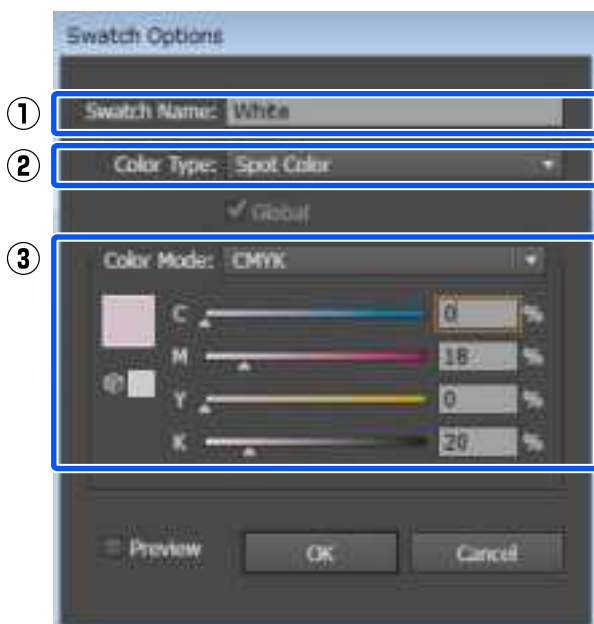 Swatch Options
① Swatch Name: White
② Color Type: Spot Color
Global
③ Color Mode: CMYK
C 0 %
M 18 %
Y 0 %
K 20 %
Preview OK Cancel